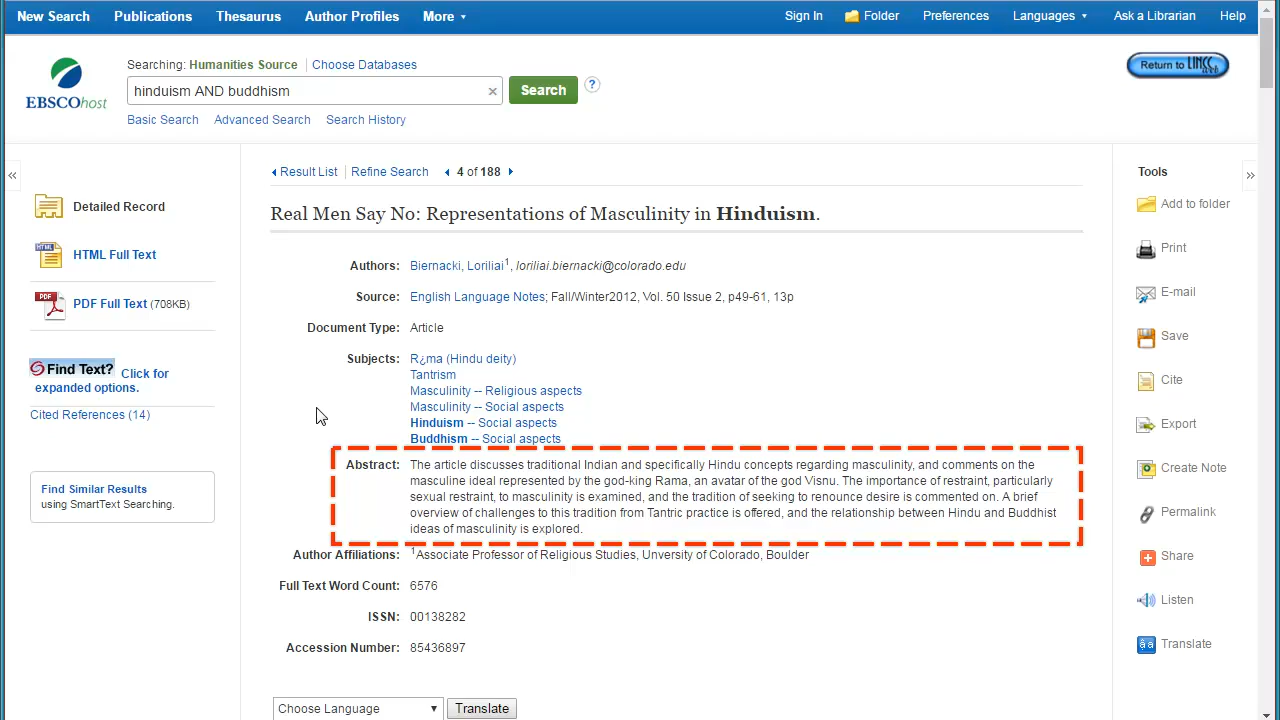 New Search Publications Thesaurus Author Profiles More Sign In Folder Preferences Languages Ask a Librarian Help
Searching: Humanities Source Choose Databases
Return to LINCC web
hinduism AND buddhism × Search ?
EBSCOhost
Basic Search Advanced Search Search History
« Result List Refine Search 4 of 188 Tools »
Detailed Record
Add to folder
Real Men Say No: Representations of Masculinity in Hinduism.
HTML
HTML Full Text
Print
Authors: Biernacki, Loriliai1, loriliai.biernacki@colorado.edu
E-mail
PDF
PDF Full Text (708KB)
Source: English Language Notes; Fall/Winter2012, Vol. 50 Issue 2, p49-61, 13p
Document Type: Article
Save
Find Text? Click for
expanded options.
Subjects: R¿ma (Hindu deity)
Tantrism
Cite
Masculinity -- Religious aspects
Masculinity -- Social aspects
Cited References (14)
Hinduism -- Social aspects
Export
Buddhism -- Social aspects
Abstract: The article discusses traditional Indian and specifically Hindu concepts regarding masculinity, and comments on the
masculine ideal represented by the god-king Rama, an avatar of the god Visnu. The importance of restraint, particularly
sexual restraint, to masculinity is examined, and the tradition of seeking to renounce desire is commented on. A brief
overview of challenges to this tradition from Tantric practice is offered, and the relationship between Hindu and Buddhist
ideas of masculinity is explored.
Create Note
Find Similar Results
using SmartText Searching.
Permalink
Author Affiliations: 1Associate Professor of Religious Studies, Unversity of Colorado, Boulder
Share
Full Text Word Count: 6576
Listen
ISSN: 00138282
Accession Number: 85436897
áâ Translate
Choose Language Translate